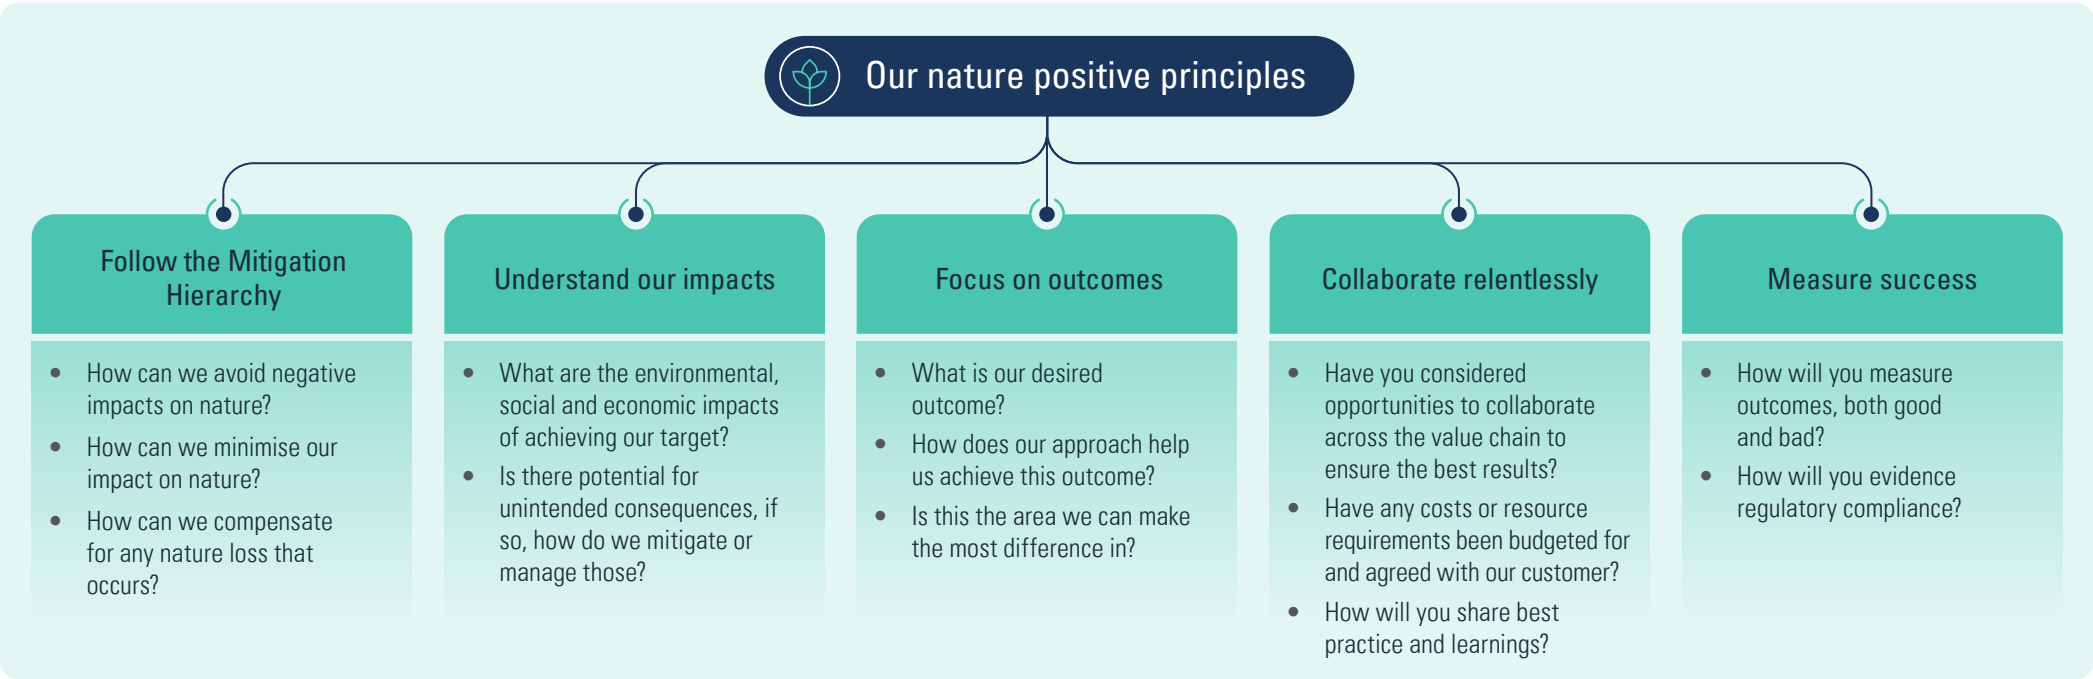 Our nature positive principles
Follow the Mitigation
Hierarchy
• How can we avoid negative
impacts on nature?
• How can we minimise our
impact on nature?
• How can we compensate
for any nature loss that
occurs?
Understand our impacts
• What are the environmental,
social and economic impacts
of achieving our target?
• Is there potential for
unintended consequences, if
so, how do we mitigate or
manage those?
Focus on outcomes
• What is our desired
outcome?
• How does our approach help
us achieve this outcome?
• Is this the area we can make
the most difference in?
Collaborate relentlessly
• Have you considered
opportunities to collaborate
across the value chain to
ensure the best results?
• Have any costs or resource
requirements been budgeted for
and agreed with our customer?
• How will you share best
practice and learnings?
Measure success
• How will you measure
outcomes, both good
and bad?
• How will you evidence
regulatory compliance?